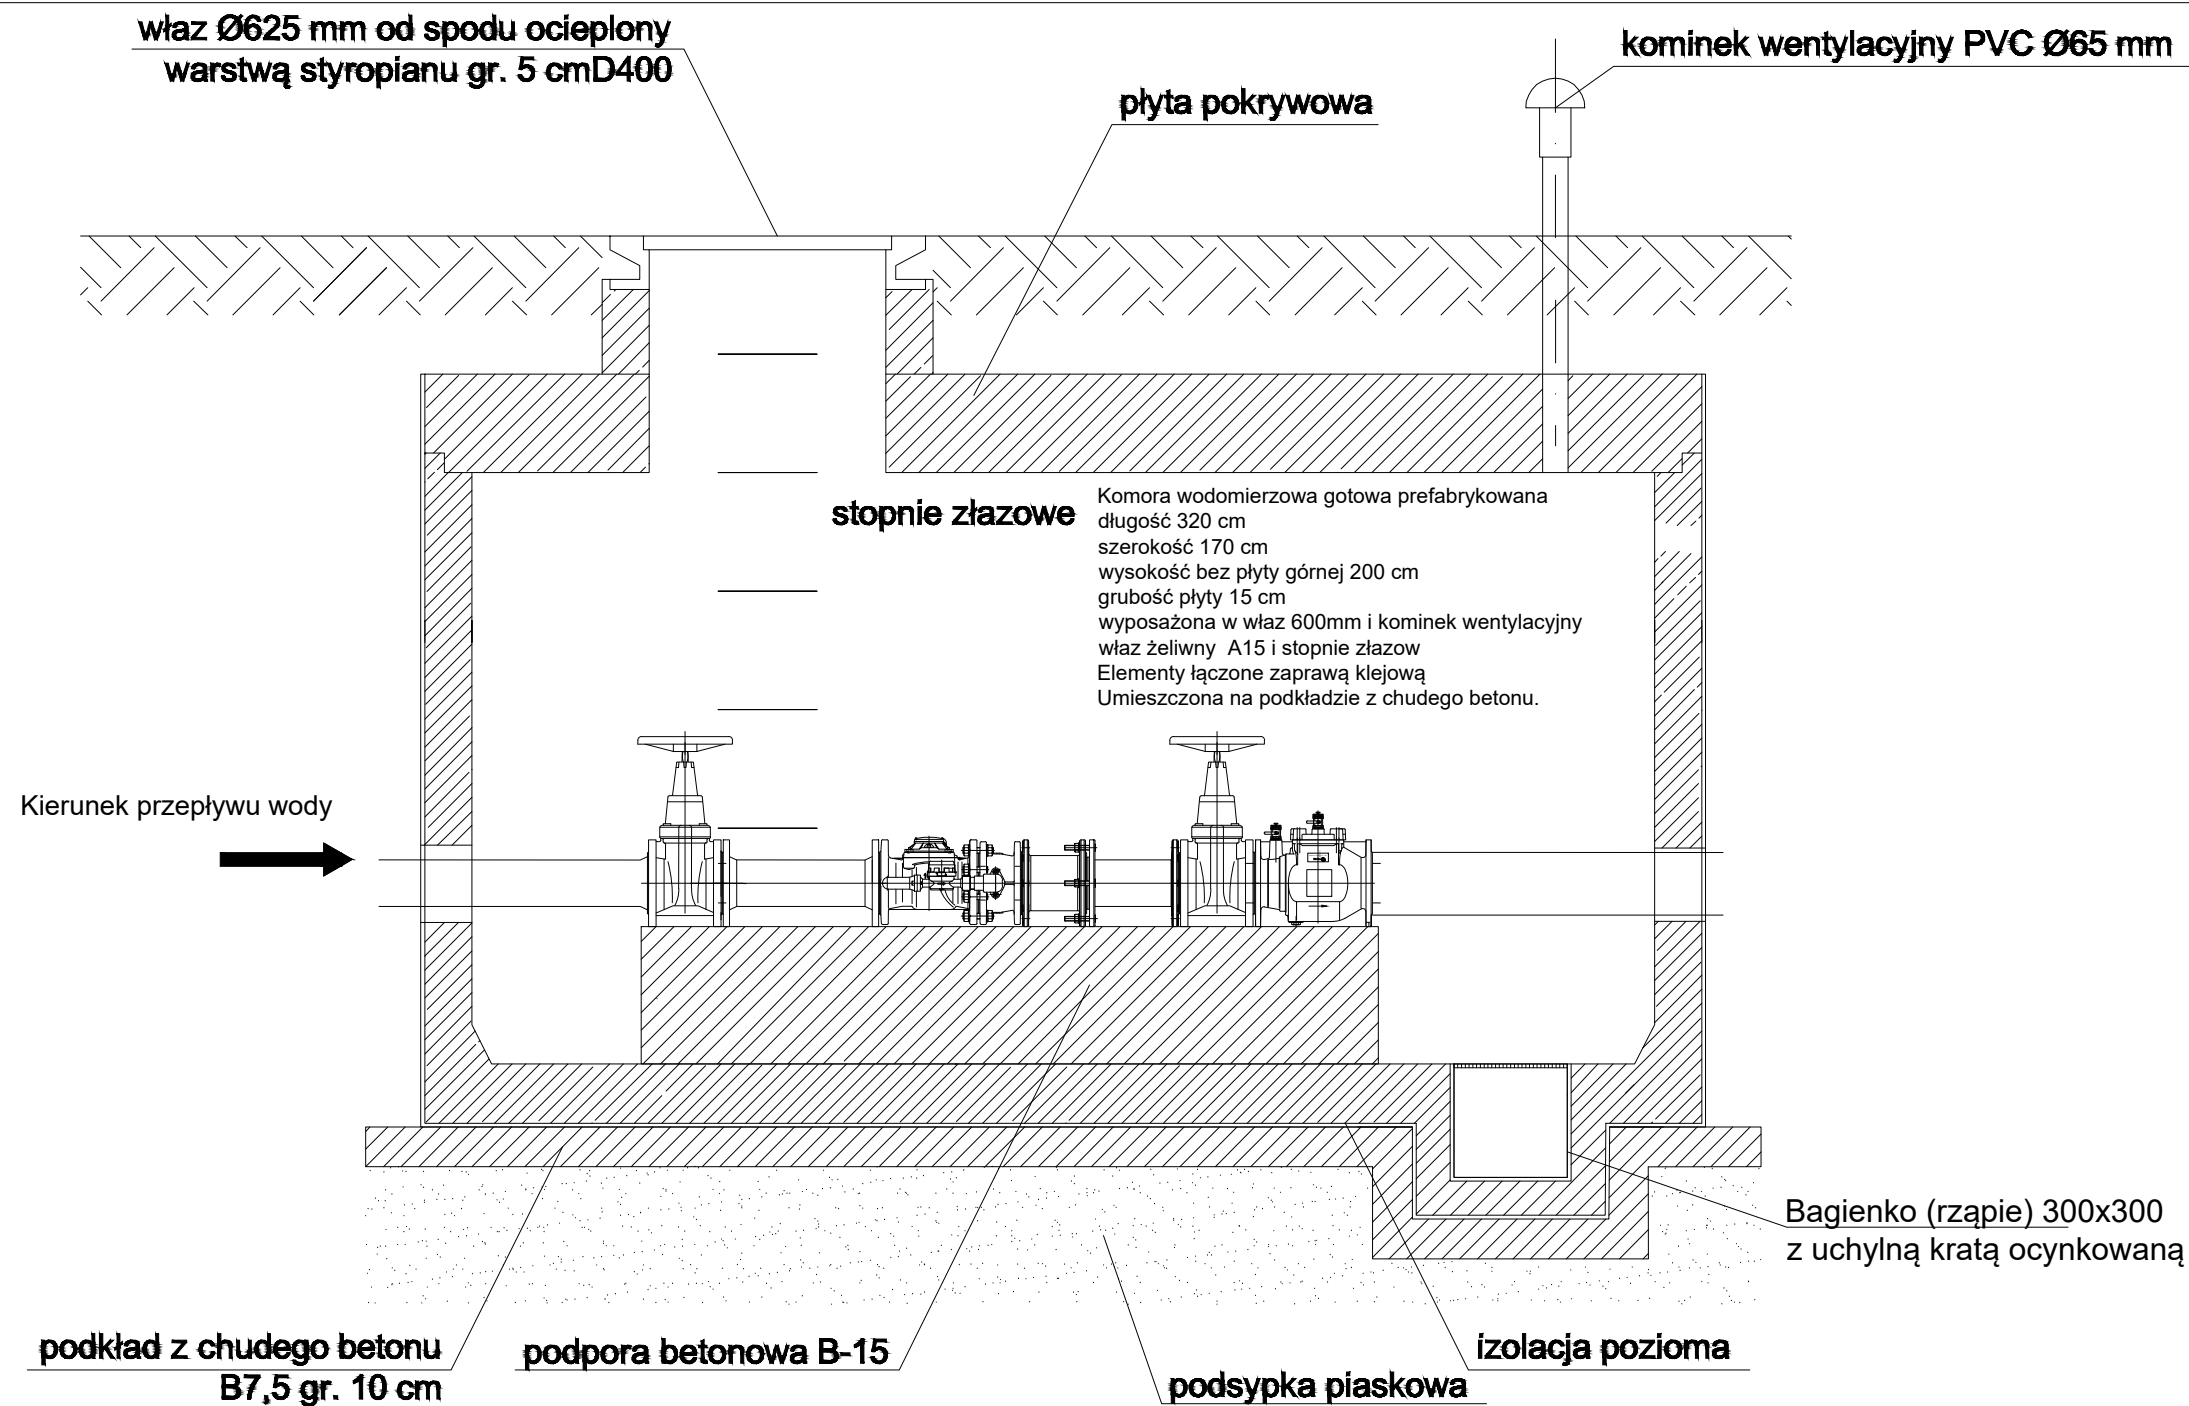 właz Ø625 mm od spodu ocieplony
warstwą styropianu gr. 5 cmD400
kominek wentylacyjny PVC Ø65 mm
płyta pokrywowa
stopnie złazowe
Komora wodomierzowa gotowa prefabrykowana
długość 320 cm
szerokość 170 cm
wysokość bez płyty górnej 200 cm
grubość płyty 15 cm
wyposażona w właz 600mm i kominek wentylacyjny
właz żeliwny A15 i stopnie złazow
Elementy łączone zaprawą klejową
Umieszczona na podkładzie z chudego betonu.
Kierunek przepływu wody
Bagienko (rząpie) 300x300
z uchylną kratą ocynkowaną
podkład z chudego betonu
B7,5 gr. 10 cm
podpora betonowa B-15
izolacja pozioma
podsypka piaskowa